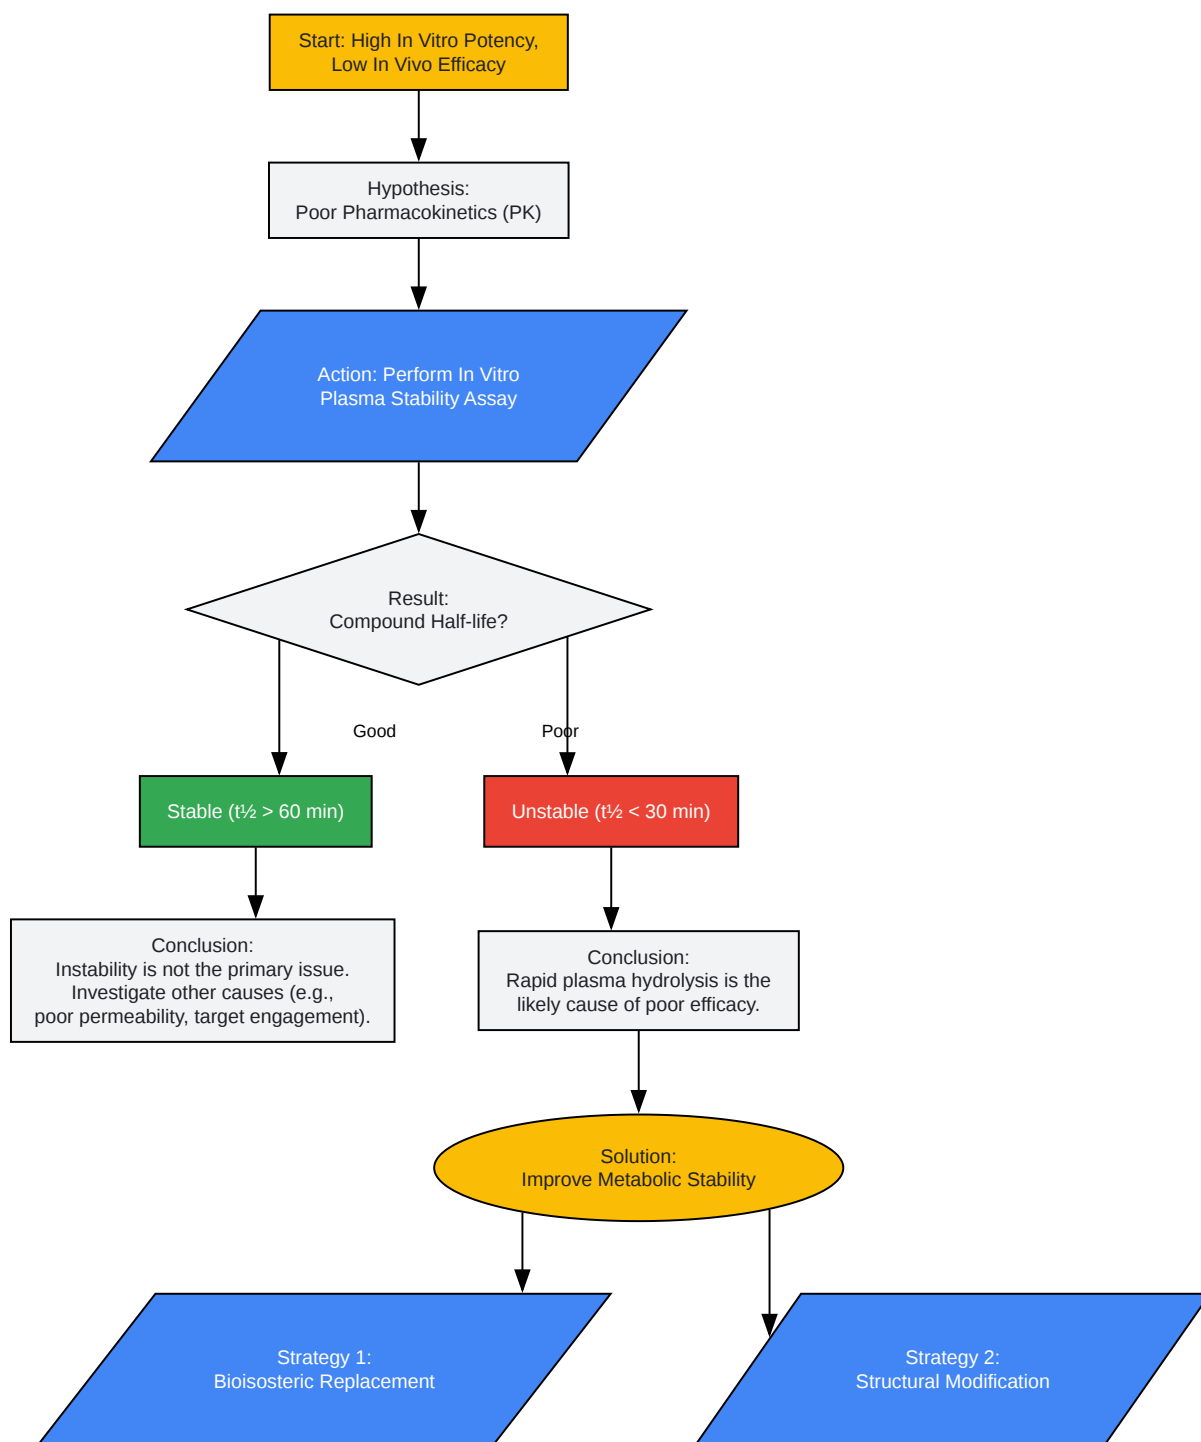 Start: High In Vitro Potency,
Low In Vivo Efficacy
Hypothesis:
Poor Pharmacokinetics (PK)
Action: Perform In Vitro
Plasma Stability Assay
Result:
Compound Half-life?
Good
Poor
Stable (t½ > 60 min)
Unstable (t½ < 30 min)
Conclusion:
Instability is not the primary issue.
Investigate other causes (e.g.,
poor permeability, target engagement).
Conclusion:
Rapid plasma hydrolysis is the
likely cause of poor efficacy.
Solution:
Improve Metabolic Stability
Strategy 1:
Bioisosteric Replacement
Strategy 2:
Structural Modification